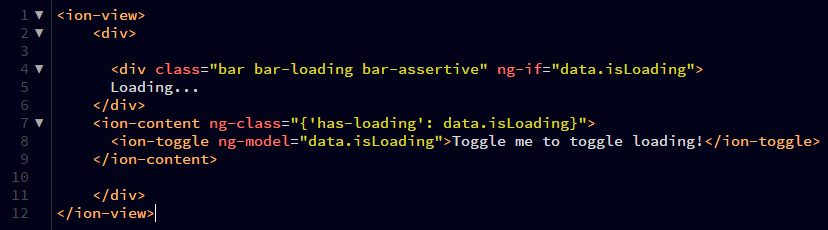 1 <ion-view>
2     <div>
3
4       <div class="bar bar-loading bar-assertive" ng-if="data.isLoading">
5       Loading...
6     </div>
7     <ion-content ng-class="{'has-loading': data.isLoading}">
8       <ion-toggle ng-model="data.isLoading">Toggle me to toggle loading!</ion-toggle>
9     </ion-content>
10
11     </div>
12 </ion-view>